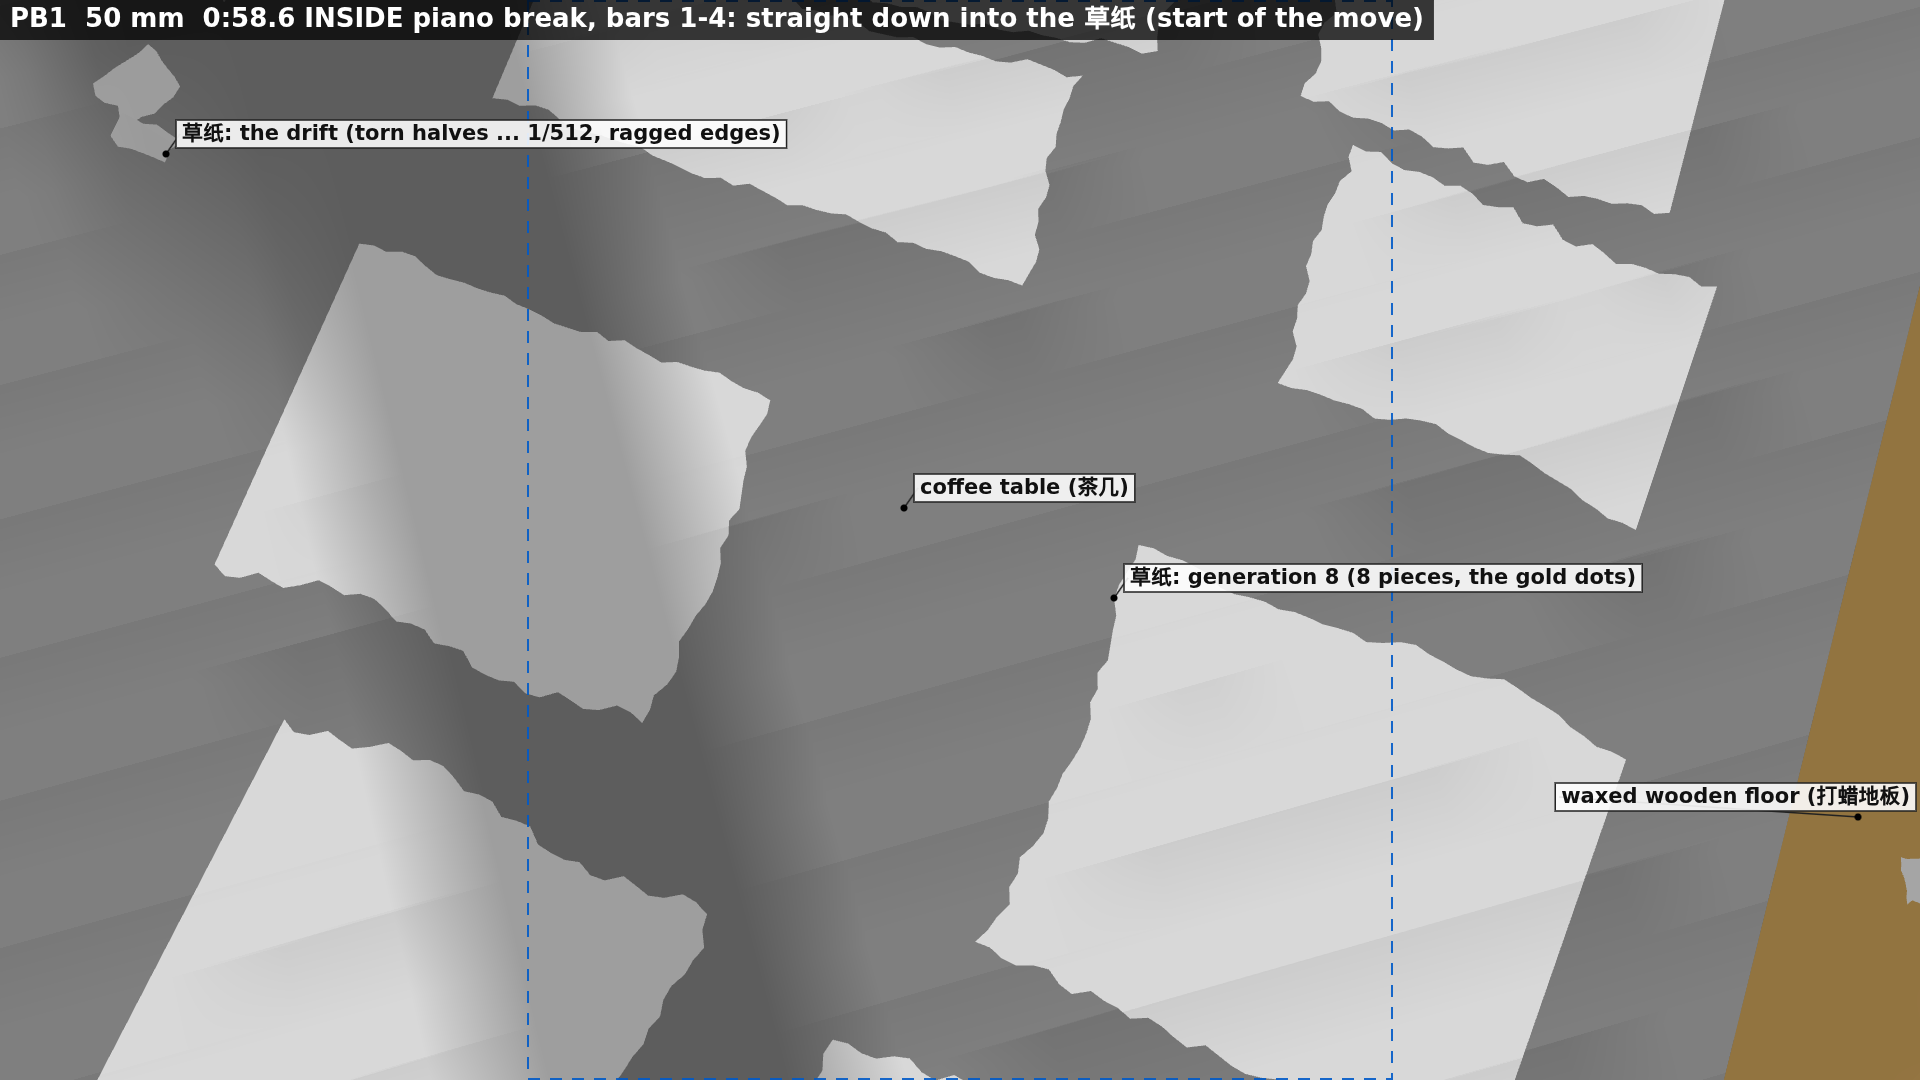 PB1 50 mm 0:58.6 INSIDE piano break, bars 1-4: straight down into the 草纸 (start of the move)
草纸: the drift (torn halves ... 1/512, ragged edges)
coffee table (茶几)
草纸: generation 8 (8 pieces, the gold dots)
waxed wooden floor (打蜡地板)